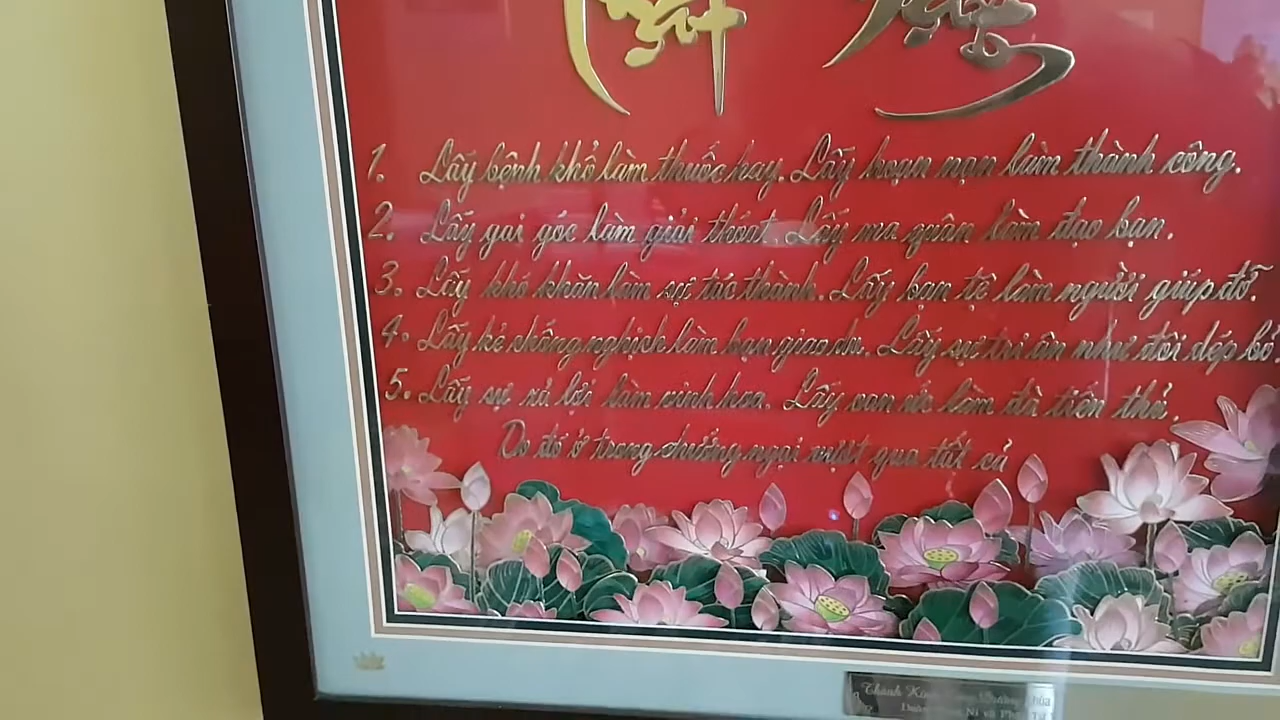 1. Lấy bệnh khổ làm thuốc hay. Lấy hoạn nạn làm thành công.
2. Lấy gai góc làm giải thoát. Lấy ma quân làm đạo bạn.
3. Lấy khó khăn làm sự tác thành. Lấy bạn tệ làm người giúp đỡ.
4. Lấy kẻ chống nghịch làm bạn giao du. Lấy sự tri ân như đôi dép bỏ.
5. Lấy sự xả lợi làm vinh hoa. Lấy oan ức làm đà tiến thủ.
Do đó ở trong chướng ngại vượt qua tất cả
Thành Kính